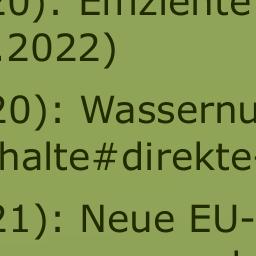 20): Effiziente
.2022)
20): Wassernu
halte#direkte-
21): Neue EU-